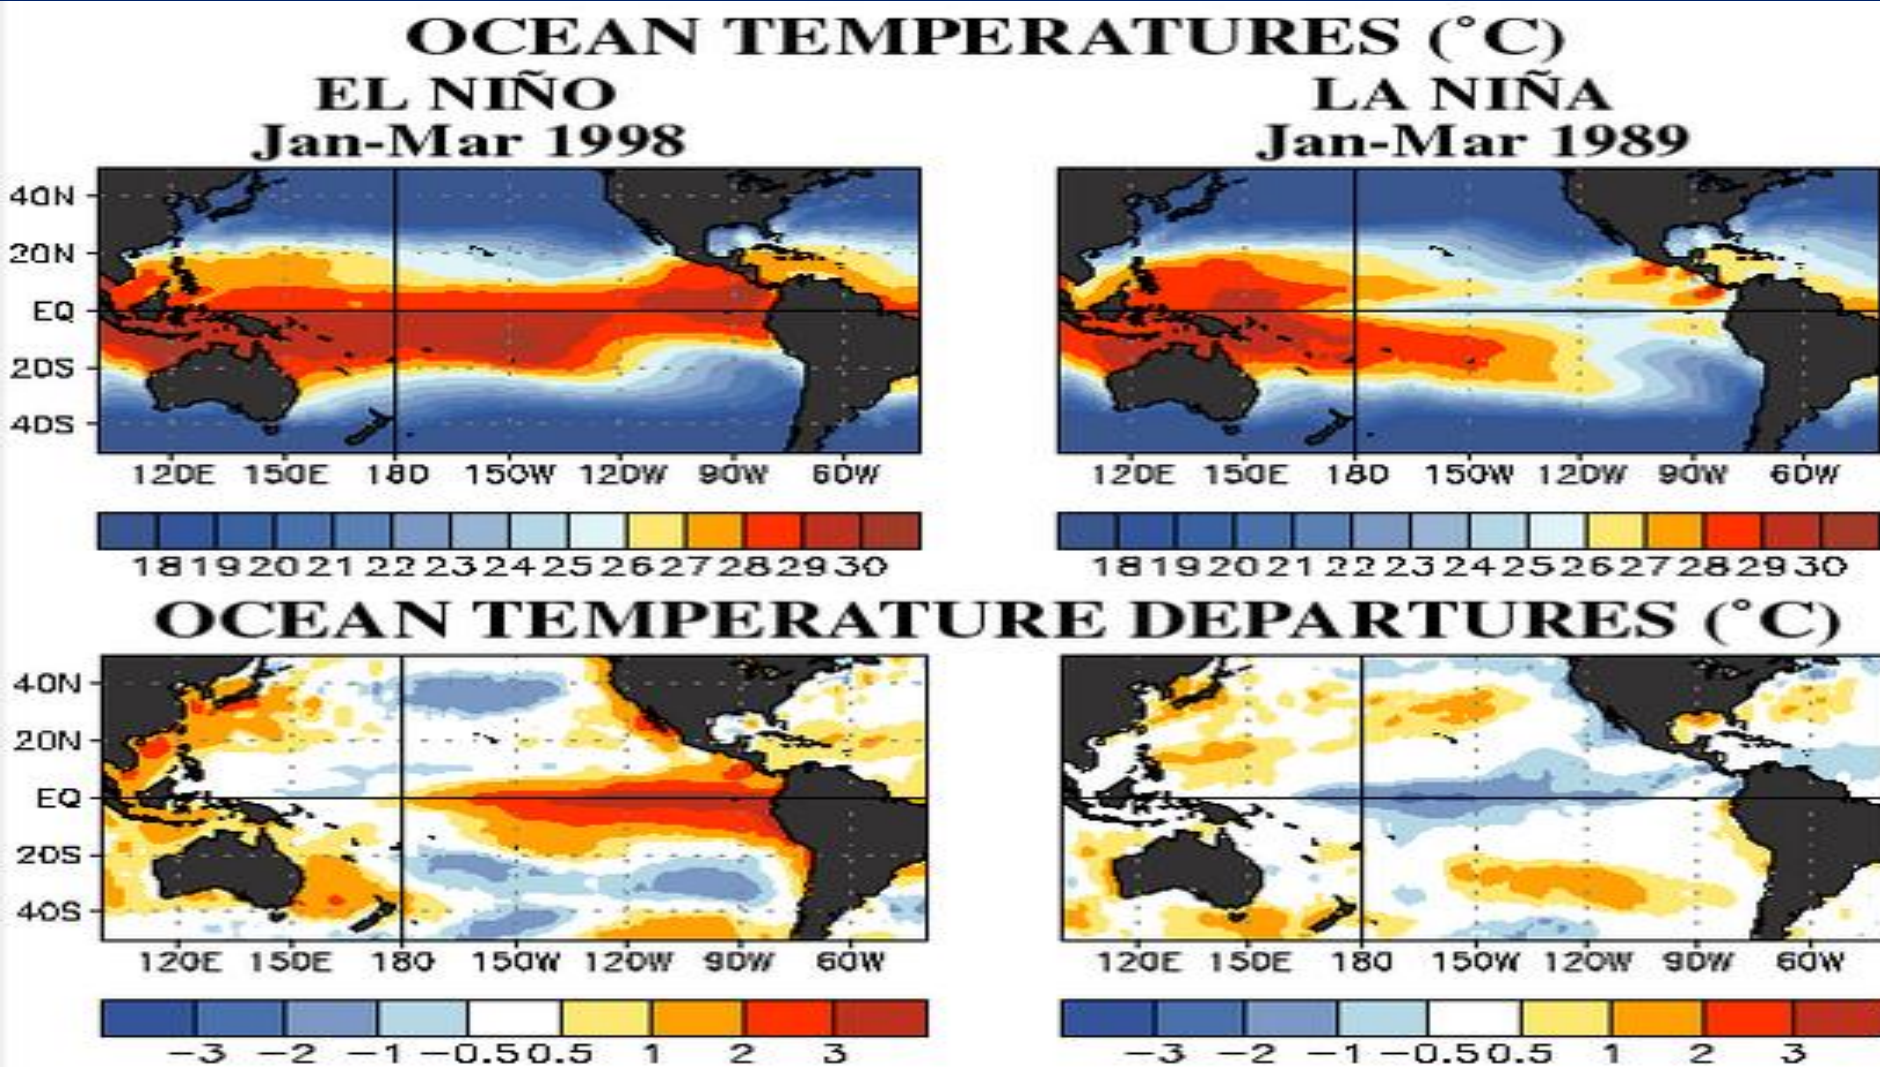 OCEAN TEMPERATURES (°C)
EL NIÑO
Jan-Mar 1998
LA NIÑA
Jan-Mar 1989
40N
20N
EQ
20S
40S
120E 150E 180 150W 120W 90W 60W
120E 150E 180 150W 120W 90W 60W
18 19 20 21 22 23 24 25 26 27 28 29 30
18 19 20 21 22 23 24 25 26 27 28 29 30
OCEAN TEMPERATURE DEPARTURES (°C)
40N
20N
EQ
20S
40S
120E 150E 180 150W 120W 90W 60W
120E 150E 180 150W 120W 90W 60W
-3 -2 -1 -0.5 0.5 1 2 3
-3 -2 -1 -0.5 0.5 1 2 3